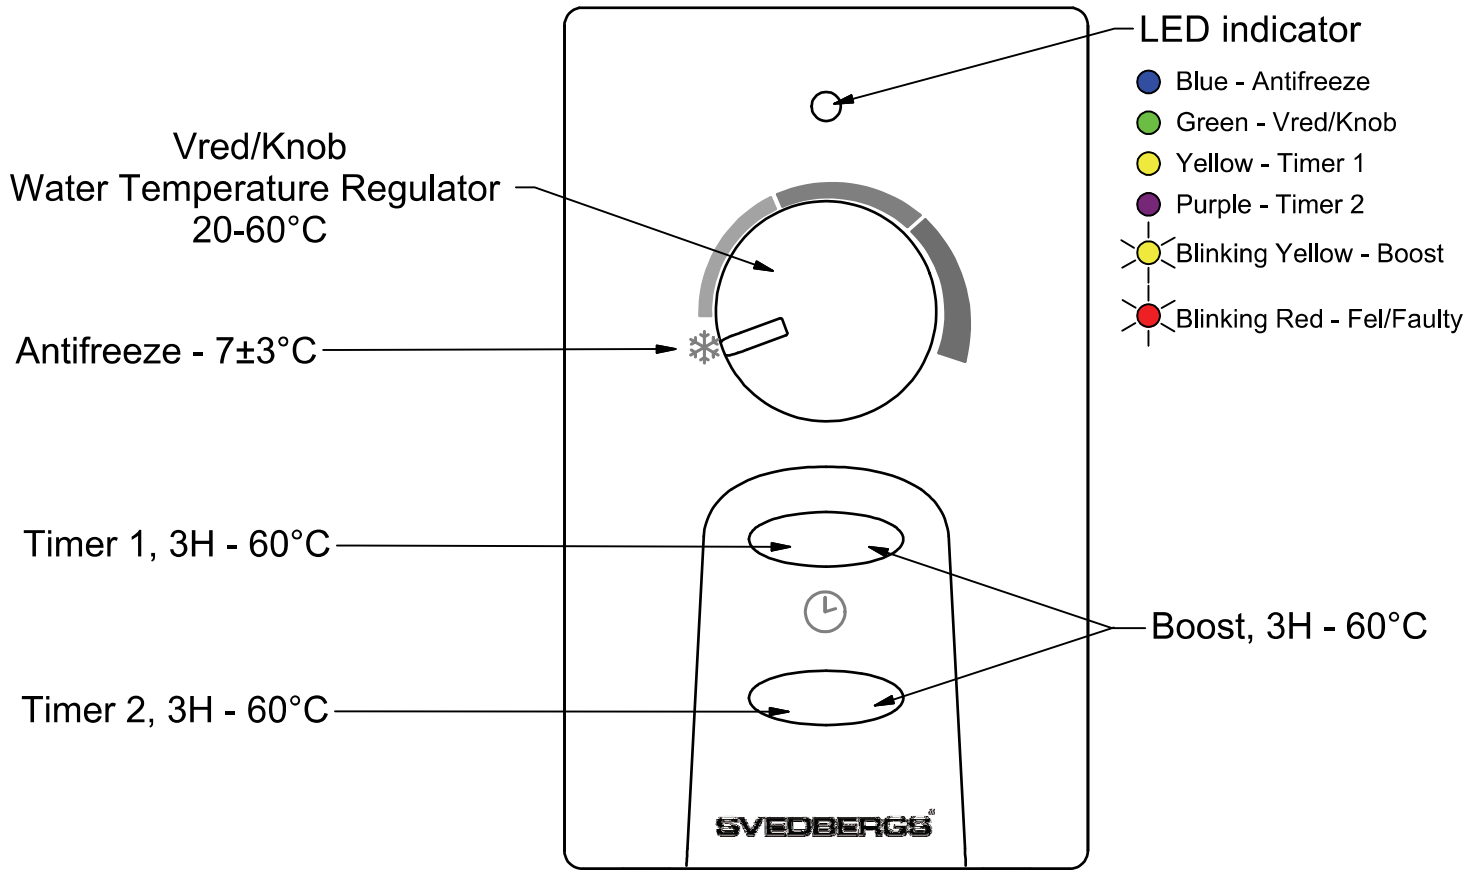 LED indicator
Blue - Antifreeze
Green - Vred/Knob
Yellow - Timer 1
Purple - Timer 2
Blinking Yellow - Boost
Blinking Red - Fel/Faulty
Vred/Knob
Water Temperature Regulator
20-60°C
Antifreeze - 7±3°C
Timer 1, 3H - 60°C
Boost, 3H - 60°C
Timer 2, 3H - 60°C
SVEDBERGS